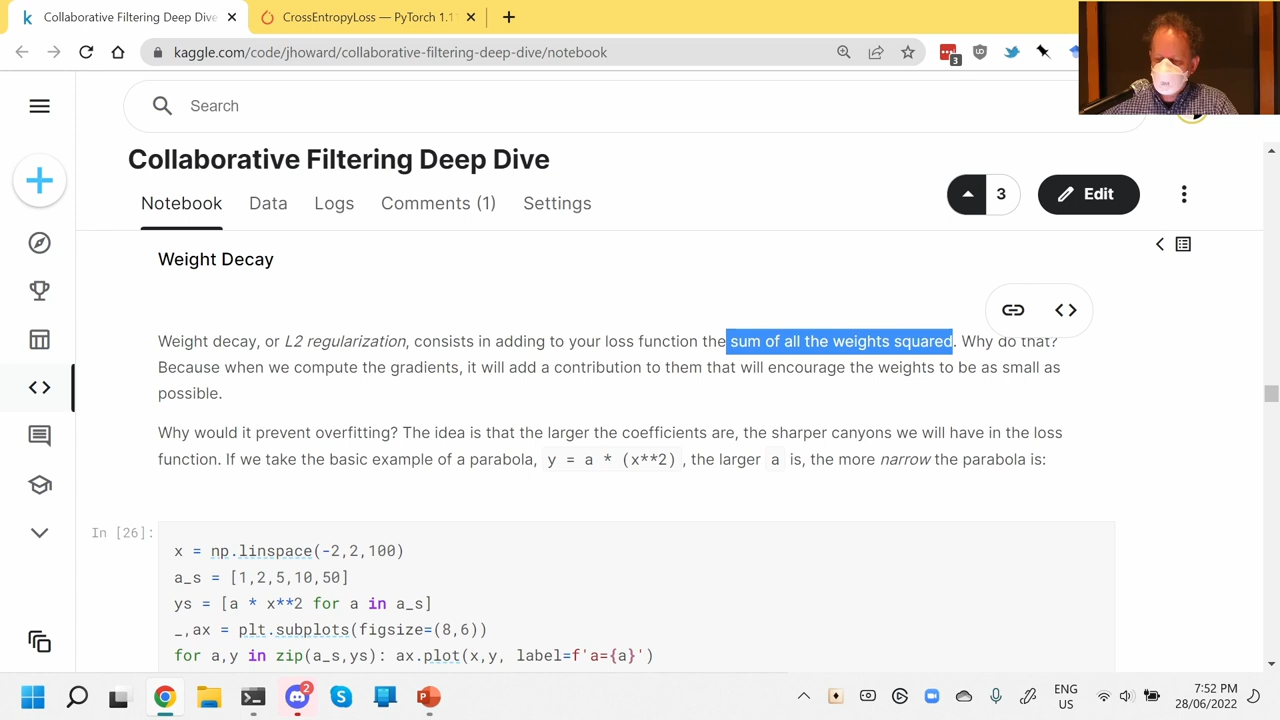 Collaborative Filtering Deep Dive
CrossEntropyLoss — PyTorch 1.1
kaggle.com/code/jhoward/collaborative-filtering-deep-dive/notebook
3
Search
Collaborative Filtering Deep Dive
Notebook Data Logs Comments (1) Settings
3 Edit
Weight Decay
Weight decay, or L2 regularization, consists in adding to your loss function the sum of all the weights squared. Why do that?
Because when we compute the gradients, it will add a contribution to them that will encourage the weights to be as small as
possible.
Why would it prevent overfitting? The idea is that the larger the coefficients are, the sharper canyons we will have in the loss
function. If we take the basic example of a parabola, y = a * (x**2) , the larger a is, the more narrow the parabola is:
In [26]:
x = np.linspace(-2,2,100)
a_s = [1,2,5,10,50]
ys = [a * x**2 for a in a_s]
_,ax = plt.subplots(figsize=(8,6))
for a,y in zip(a_s,ys): ax.plot(x,y, label=f'a={a}')
2
ENG
US
7:52 PM
28/06/2022